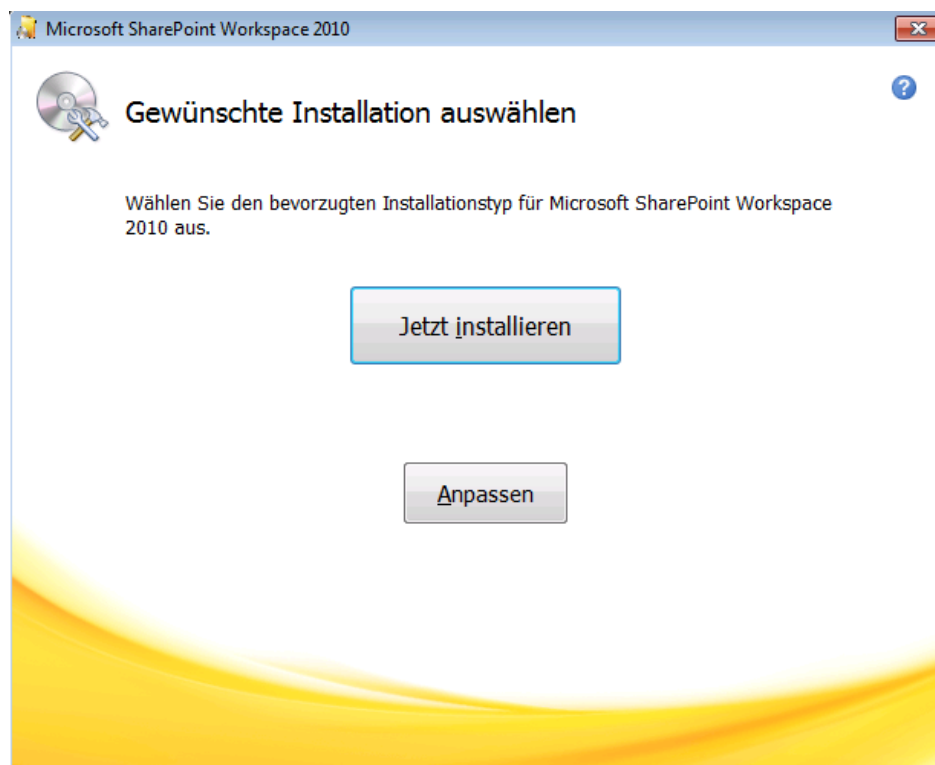 Microsoft SharePoint Workspace 2010
Gewünschte Installation auswählen
Wählen Sie den bevorzugten Installationstyp für Microsoft SharePoint Workspace
2010 aus.
Jetzt installieren
Anpassen